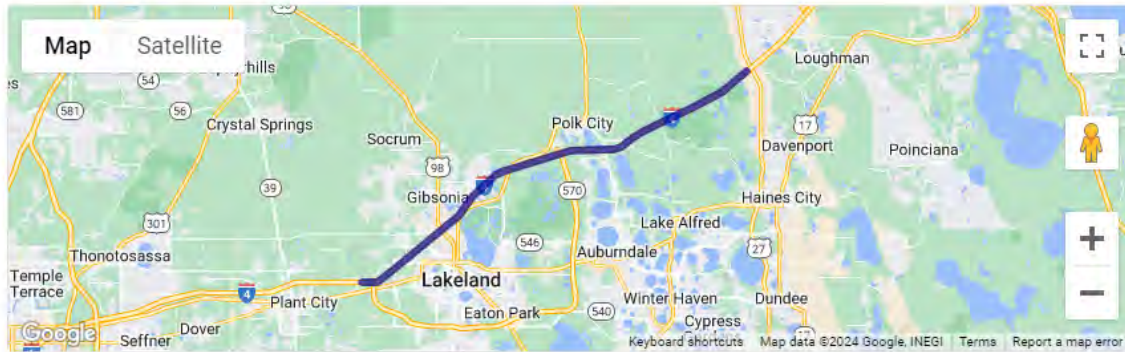 Map Satellite
Loughman
54
581
56
Crystal Springs
Socrum
Polk City
17
98
Davenport
Poinciana
39
Gibsonia
570
Haines City
301
Lake Alfred
Thonotosassa
546
Auburndale
27
Temple
Terrace
4
Lakeland
Plant City
Winter Haven
Dundee
Eaton Park
540
Dover
Cypress
Google
Seffner
17
Keyboard shortcuts Map data ©2024 Google, INEGI Terms Report a map error